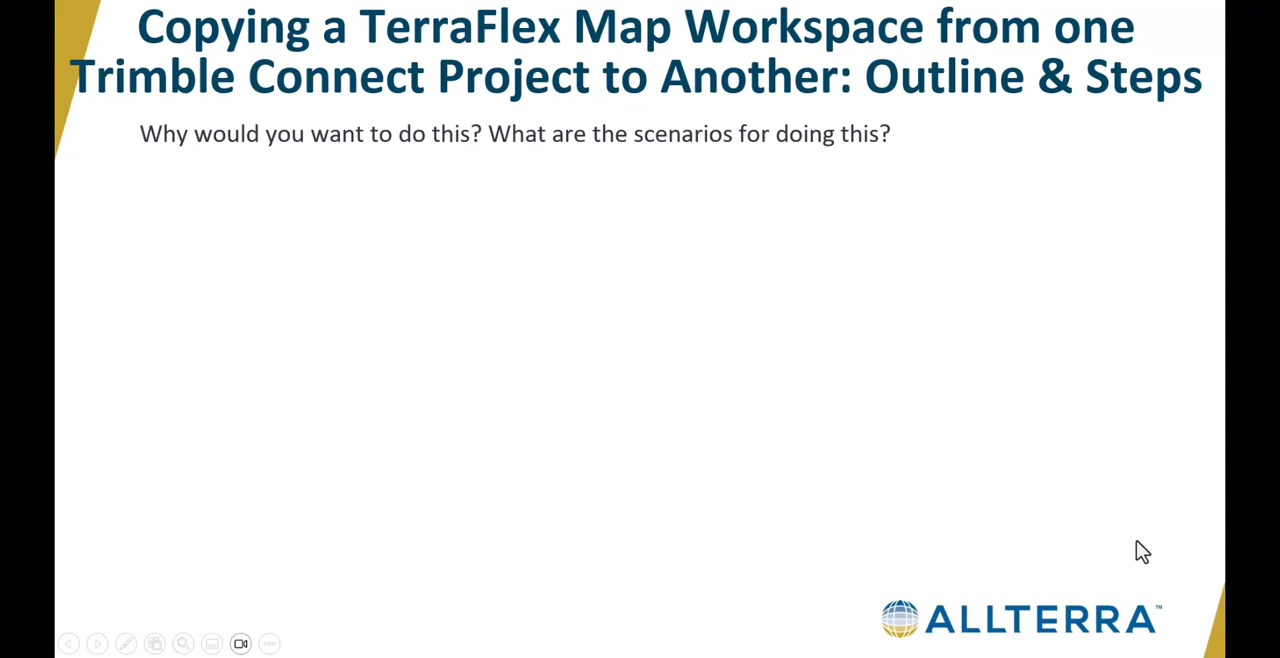 Copying a TerraFlex Map Workspace from one
Trimble Connect Project to Another: Outline & Steps
Why would you want to do this? What are the scenarios for doing this?
ALLTERRA™